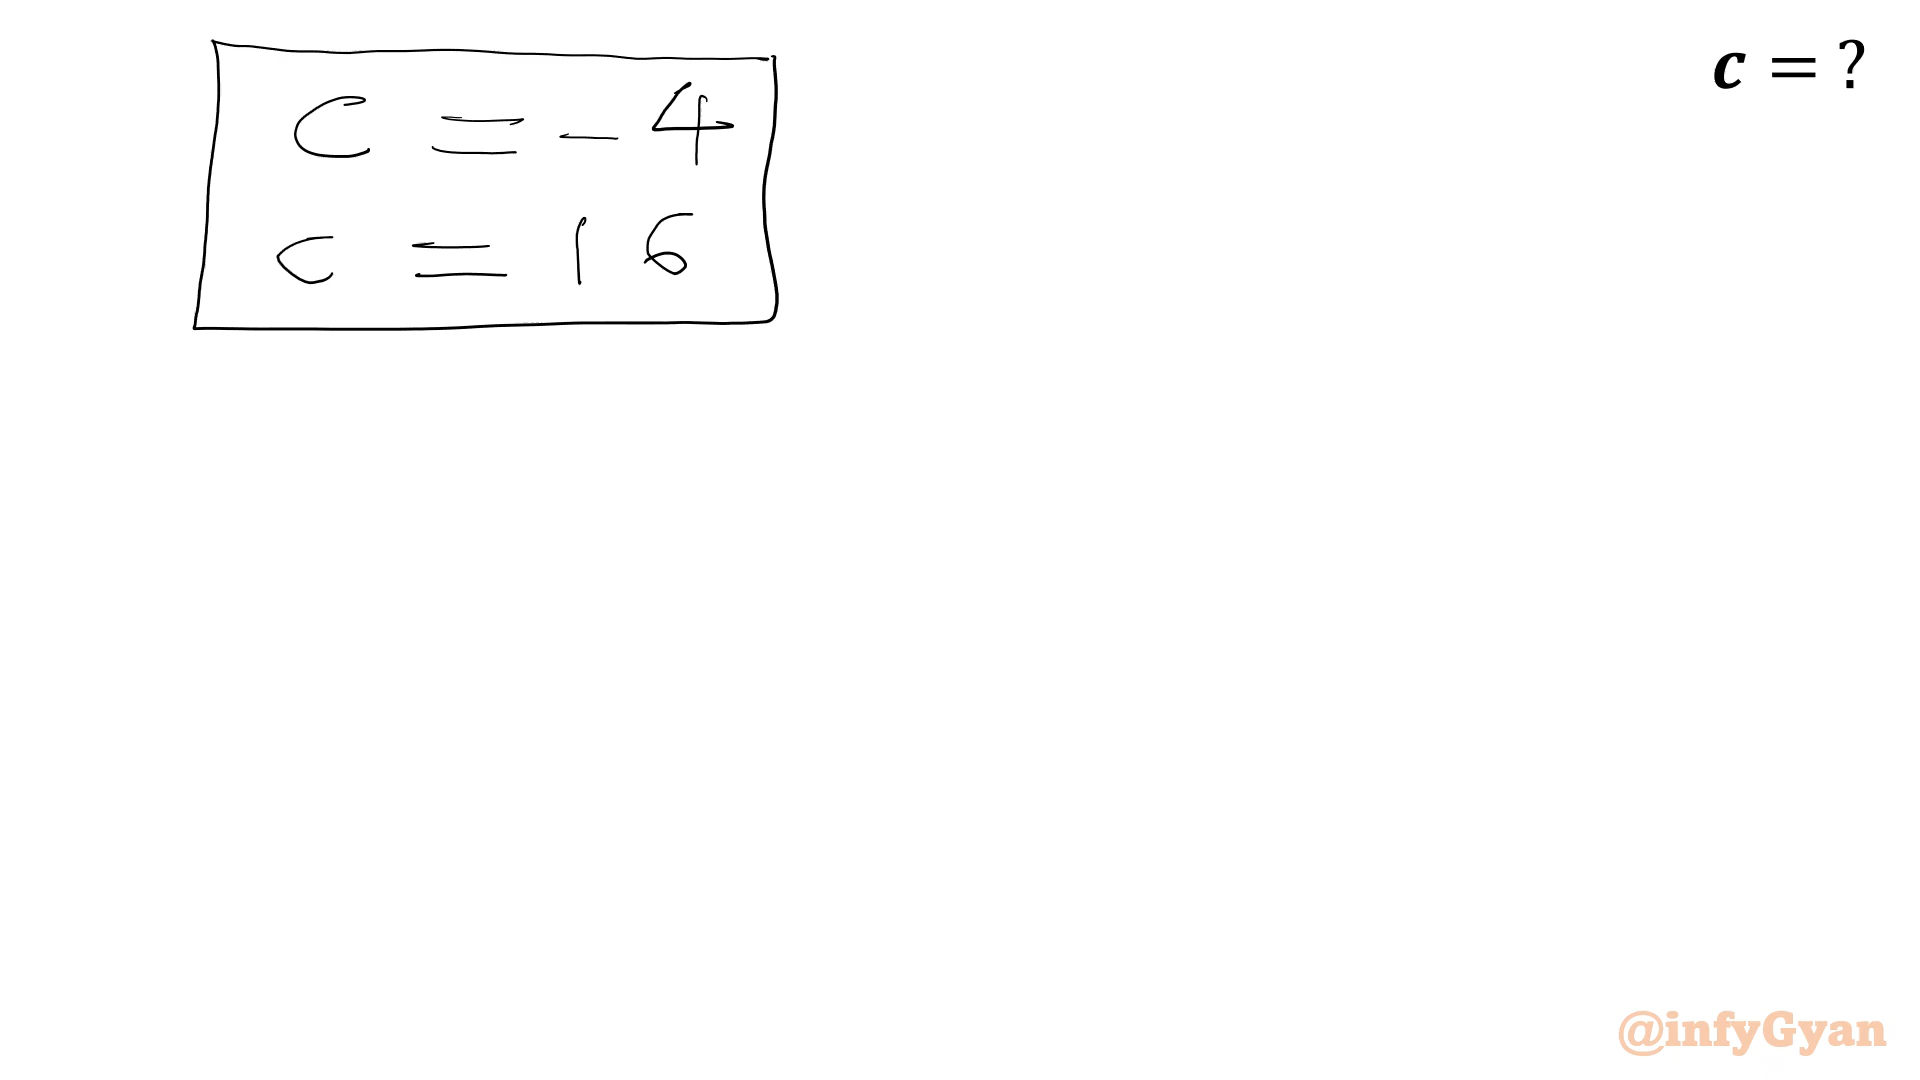 c = - 4
c = 16
c = ?
@infyGyan